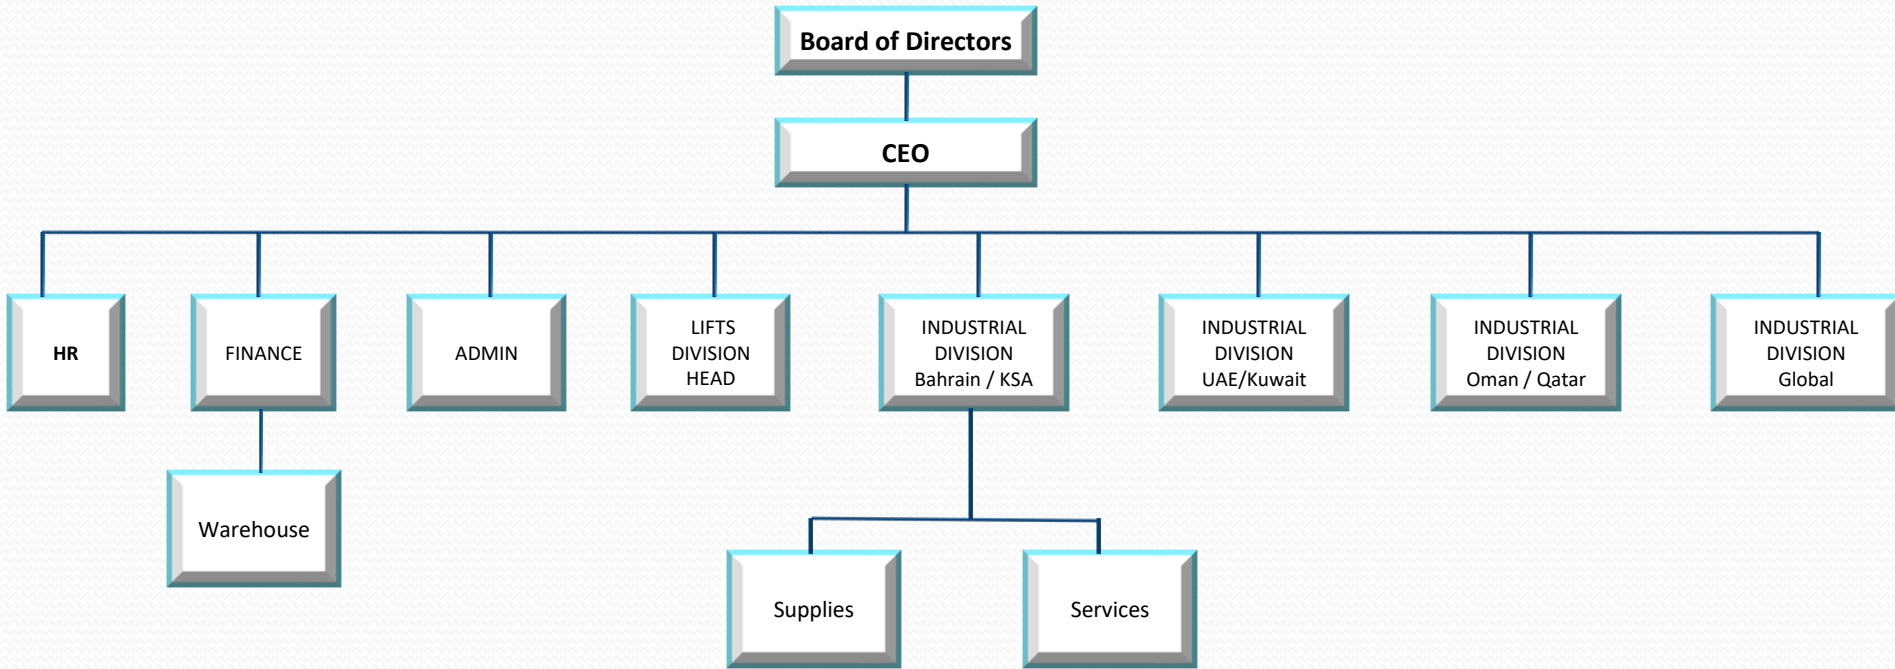 Board of Directors
CEO
HR
FINANCE
ADMIN
LIFTS
DIVISION
HEAD
INDUSTRIAL
DIVISION
Bahrain / KSA
INDUSTRIAL
DIVISION
UAE/Kuwait
INDUSTRIAL
DIVISION
Oman / Qatar
INDUSTRIAL
DIVISION
Global
Warehouse
Supplies
Services